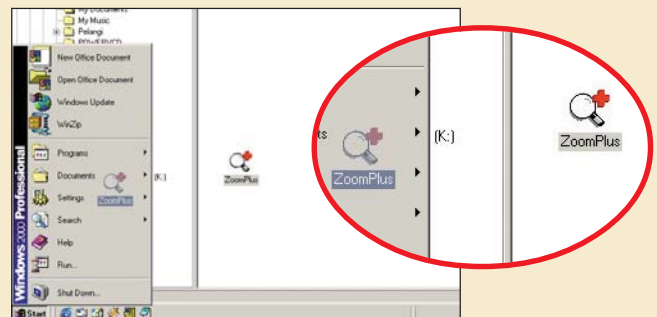 My Documents
My Music
Pelangi
POWERVCD
New Office Document
Open Office Document
Windows Update
WinZip
Programs
Documents
Settings
Search
Help
Run...
Shut Down...
Windows 2000 Professional
Start
ZoomPlus
(K:)
ZoomPlus
ts
(K:)
ZoomPlus
ZoomPlus